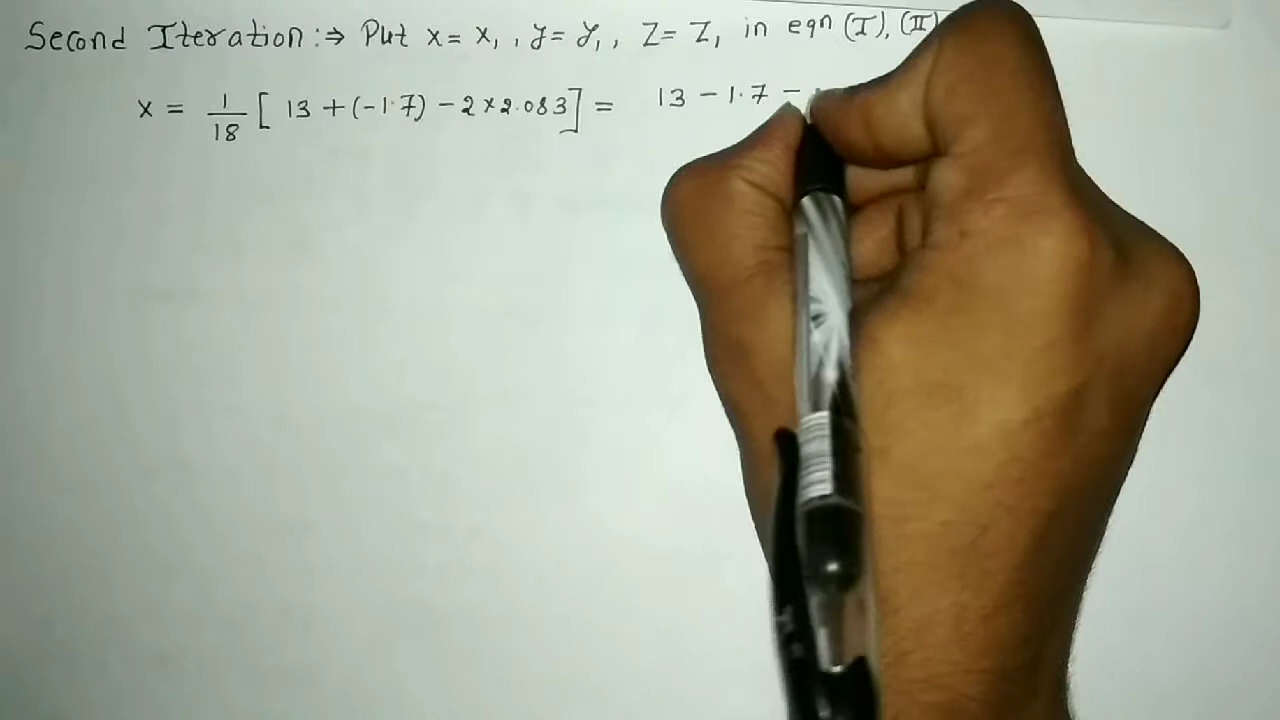 Second Iteration :⇒ Put x = x₁ , y = y₁ , Z = Z₁ in eqn (I), (II)
x = 1/18 [ 13 + (-1.7) - 2 × 2.083 ] = 13 - 1.7 -